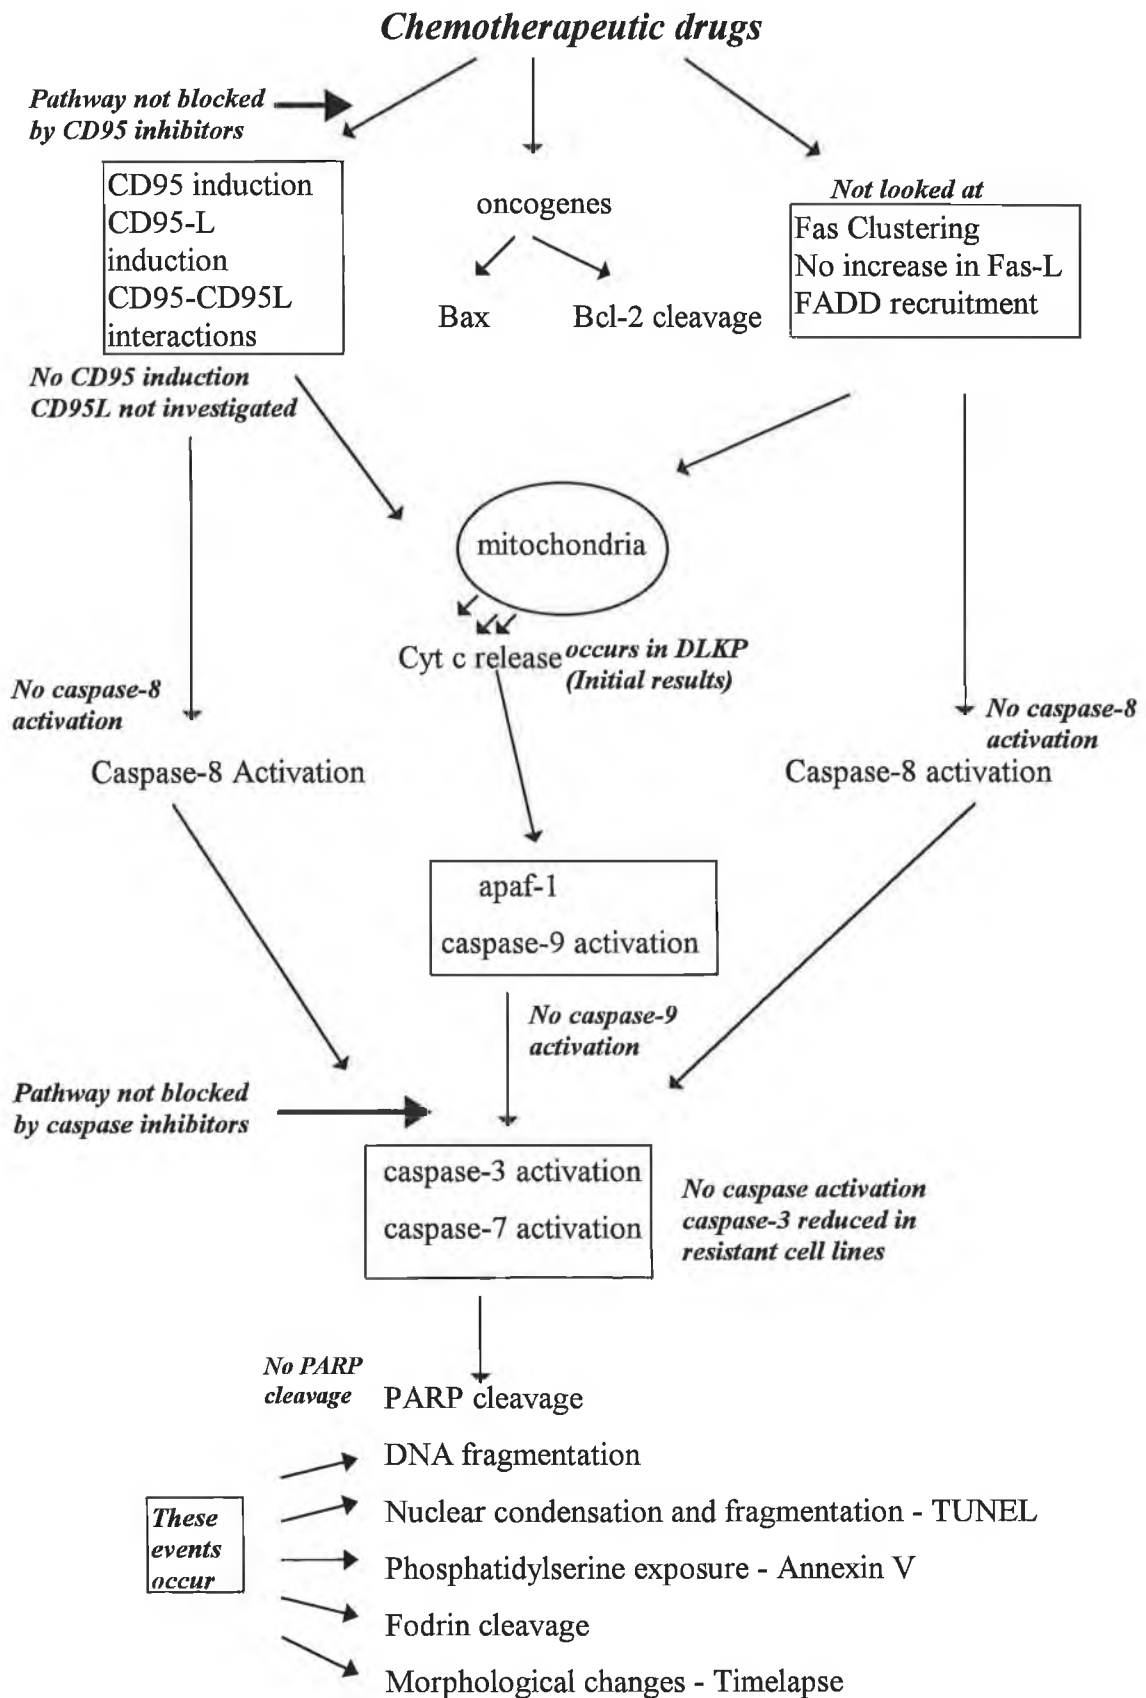 Chemotherapeutic drugs
Pathway not blocked
by CD95 inhibitors
CD95 induction
CD95-L
induction
CD95-CD95L
interactions
oncogenes
Bax
Bcl-2 cleavage
Not looked at
Fas Clustering
No increase in Fas-L
FADD recruitment
No CD95 induction
CD95L not investigated
mitochondria
Cyt c release
occurs in DLKP
(Initial results)
No caspase-8
activation
Caspase-8 Activation
No caspase-8
activation
Caspase-8 activation
apaf-1
caspase-9 activation
No caspase-9
activation
Pathway not blocked
by caspase inhibitors
caspase-3 activation
caspase-7 activation
No caspase activation
caspase-3 reduced in
resistant cell lines
No PARP
cleavage
PARP cleavage
DNA fragmentation
Nuclear condensation and fragmentation - TUNEL
These
events
occur
Phosphatidylserine exposure - Annexin V
Fodrin cleavage
Morphological changes - Timelapse